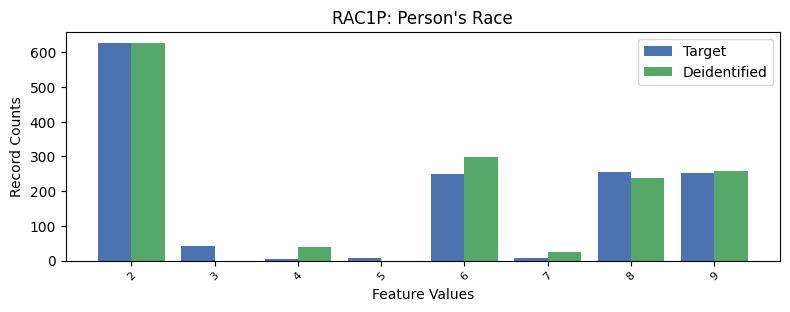 RAC1P: Person's Race
Target
Deidentified
Record Counts
600
500
400
300
200
100
0
2 3 4 5 6 7 8 9
Feature Values